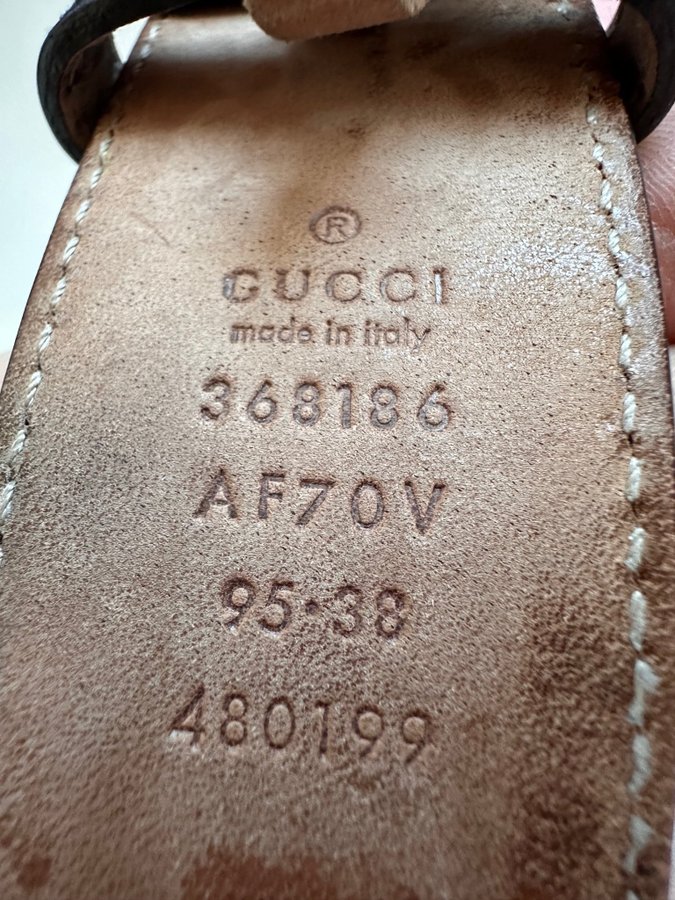 ®
GUCCI
made in italy
368186
AF70V
95·38
480199